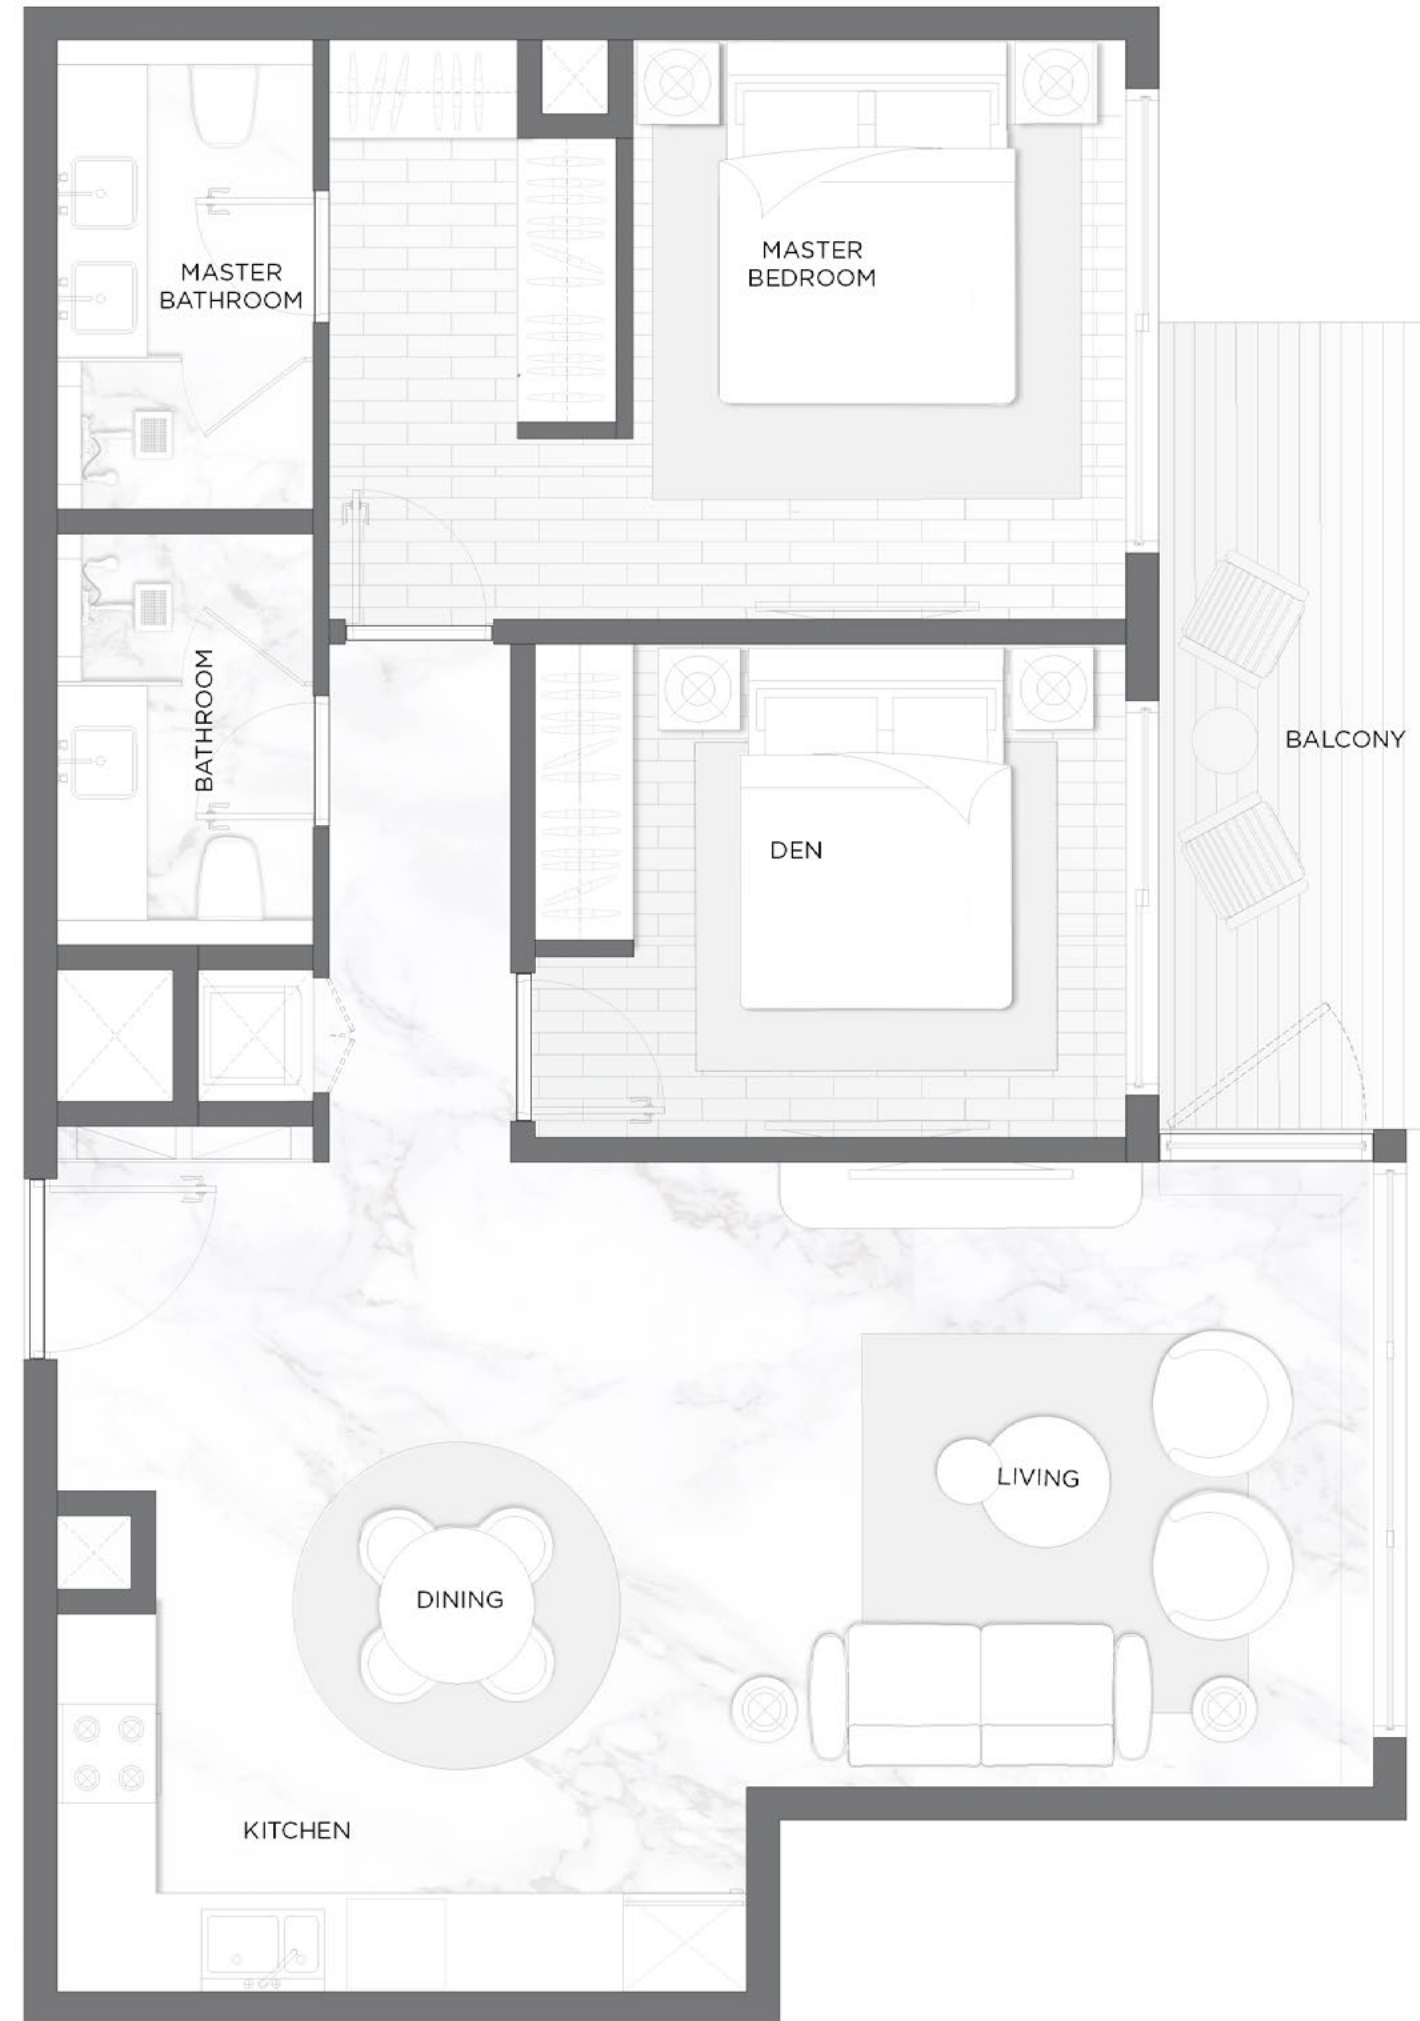 MASTER
BEDROOM
MASTER
BATHROOM
BATHROOM
BALCONY
DEN
LIVING
DINING
KITCHEN